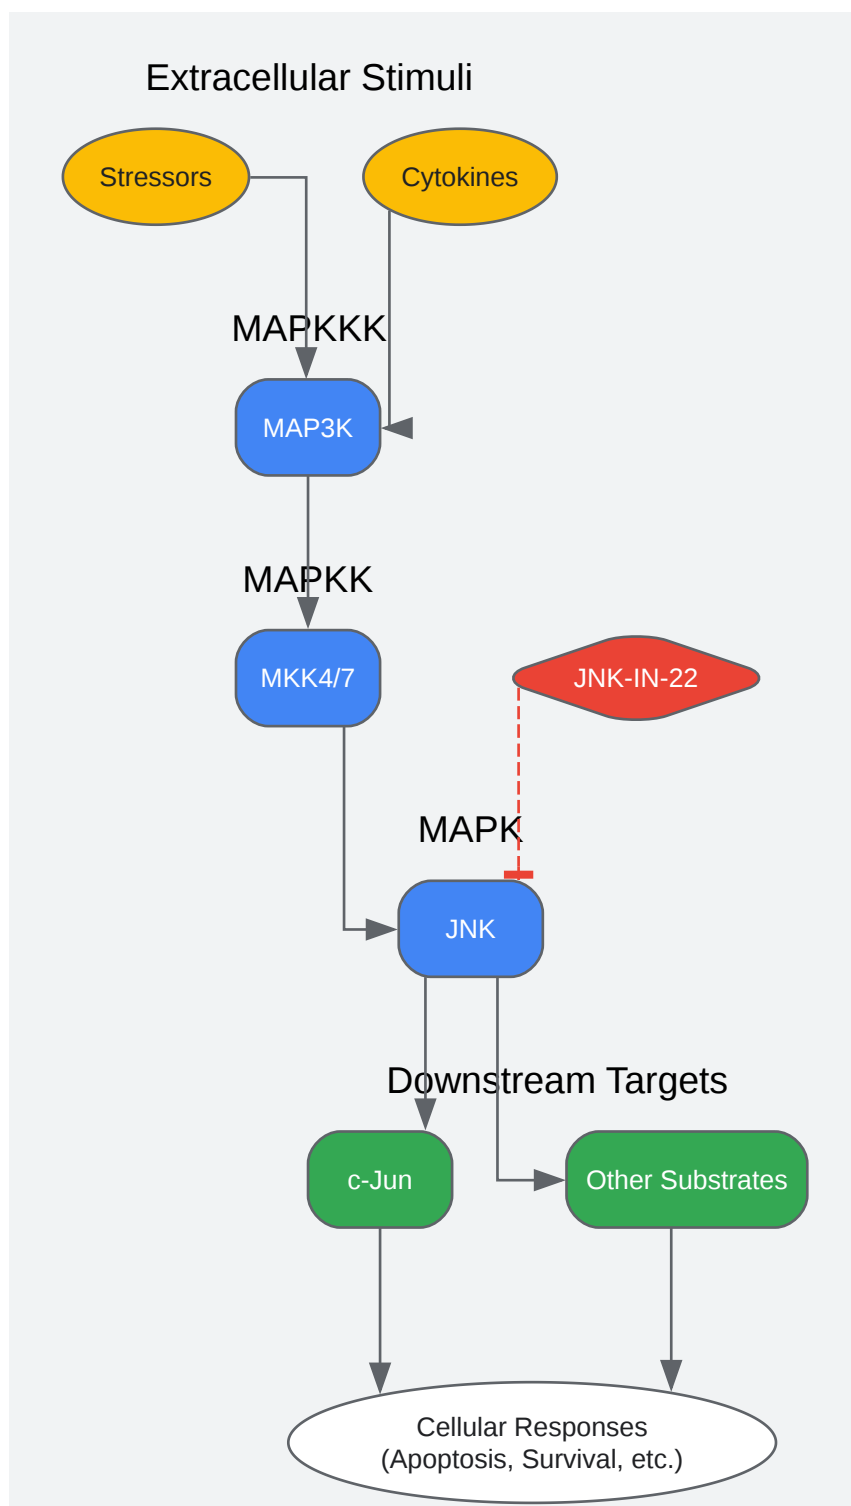 Extracellular Stimuli
Stressors
Cytokines
MAPKKK
MAP3K
MAPKK
MKK4/7
JNK-IN-22
MAPK
JNK
Downstream Targets
c-Jun
Other Substrates
Cellular Responses
(Apoptosis, Survival, etc.)